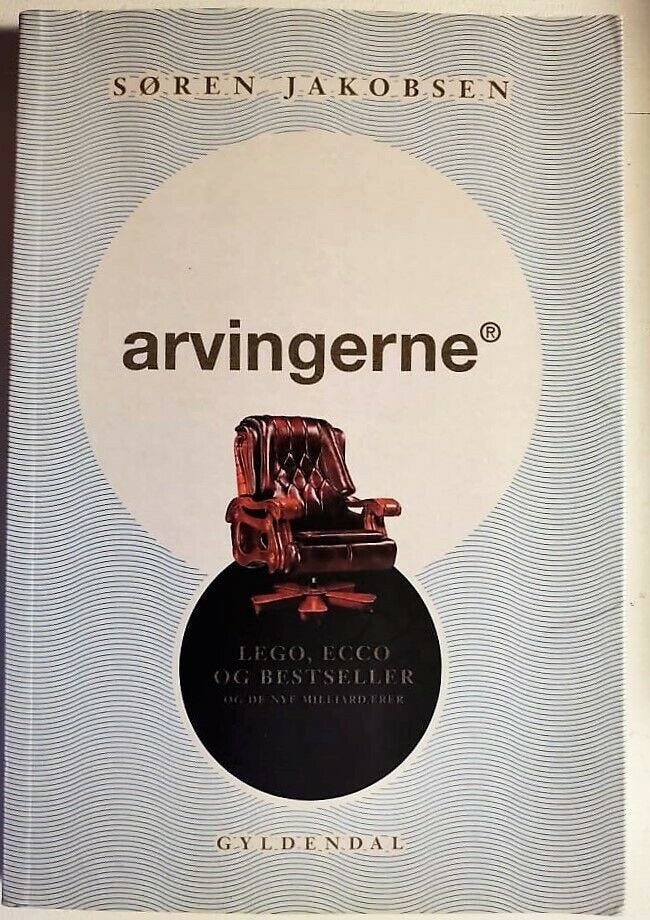 SØREN JAKOBSEN
arvingerne®
LEGO, ECCO
OG BESTSELLER
OG DE NYE MILLIARDÆRER
GYLDENDAL